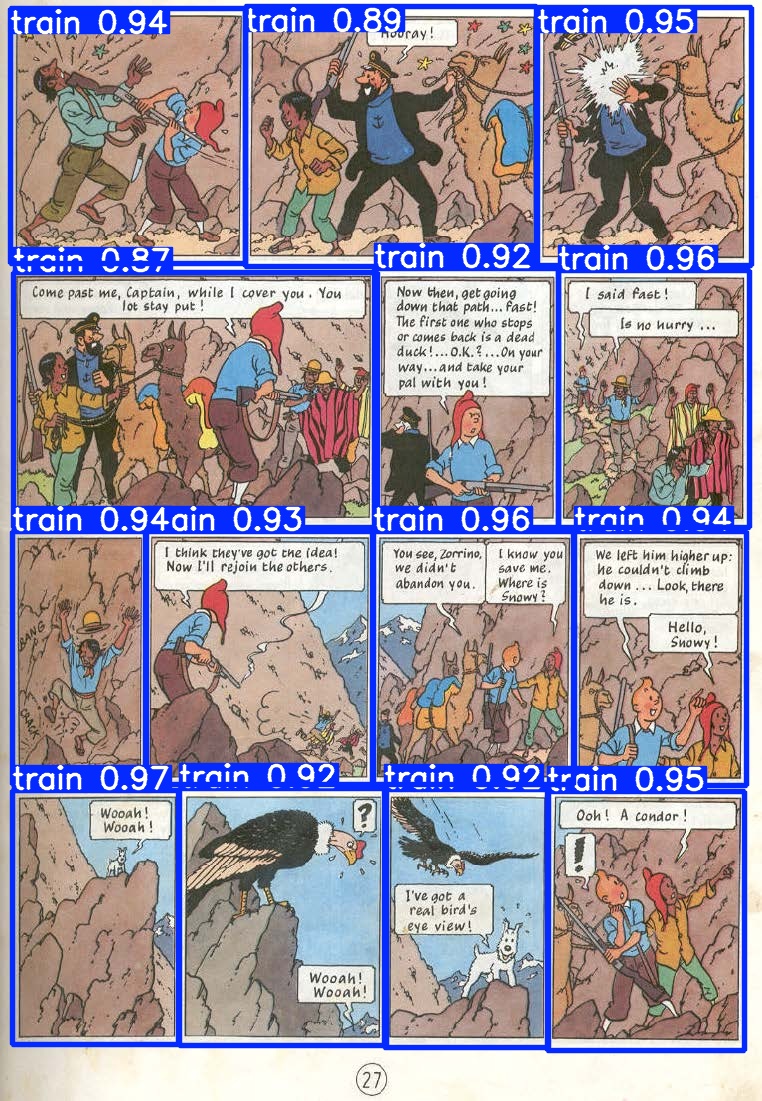 train 0.94
train 0.89
train 0.95
Hooray!
train 0.87
train 0.92
train 0.96
Come past me, Captain, while I cover you. You
lot stay put!
Now then, get going
down that path... Fast!
The first one who stops
or comes back is a dead
duck!... O.K.?... On your
way... and take your
pal with you!
I said fast!
Is no hurry ...
train 0.94
ain 0.93
train 0.96
train 0.94
BANG
CRACK
I think they've got the idea!
Now I'll rejoin the others.
You see, Zorrino,
we didn't
abandon you.
I know you
save me.
Where is
Snowy?
We left him higher up:
he couldn't climb
down ... Look, there
he is.
Hello,
Snowy!
train 0.97
train 0.92
train 0.92
train 0.95
Wooah!
Wooah!
?
Wooah!
Wooah!
I've got a
real bird's
eye view!
Ooh! A condor!
!
27